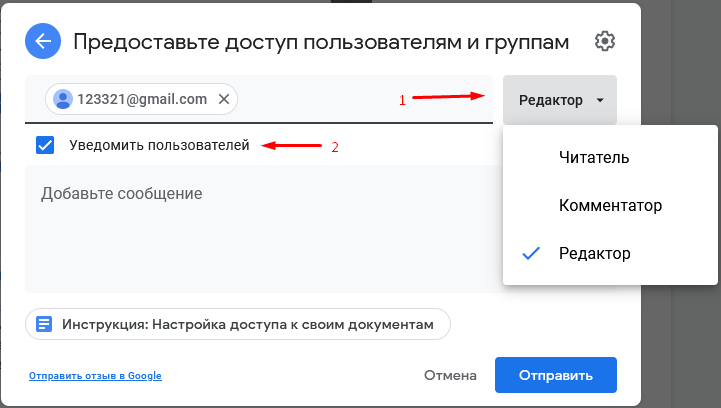 Предоставьте доступ пользователям и группам
123321@gmail.com
1
Редактор
Уведомить пользователей
2
Читатель
Комментатор
Редактор
Добавьте сообщение
Инструкция: Настройка доступа к своим документам
Отправить отзыв в Google
Отмена
Отправить